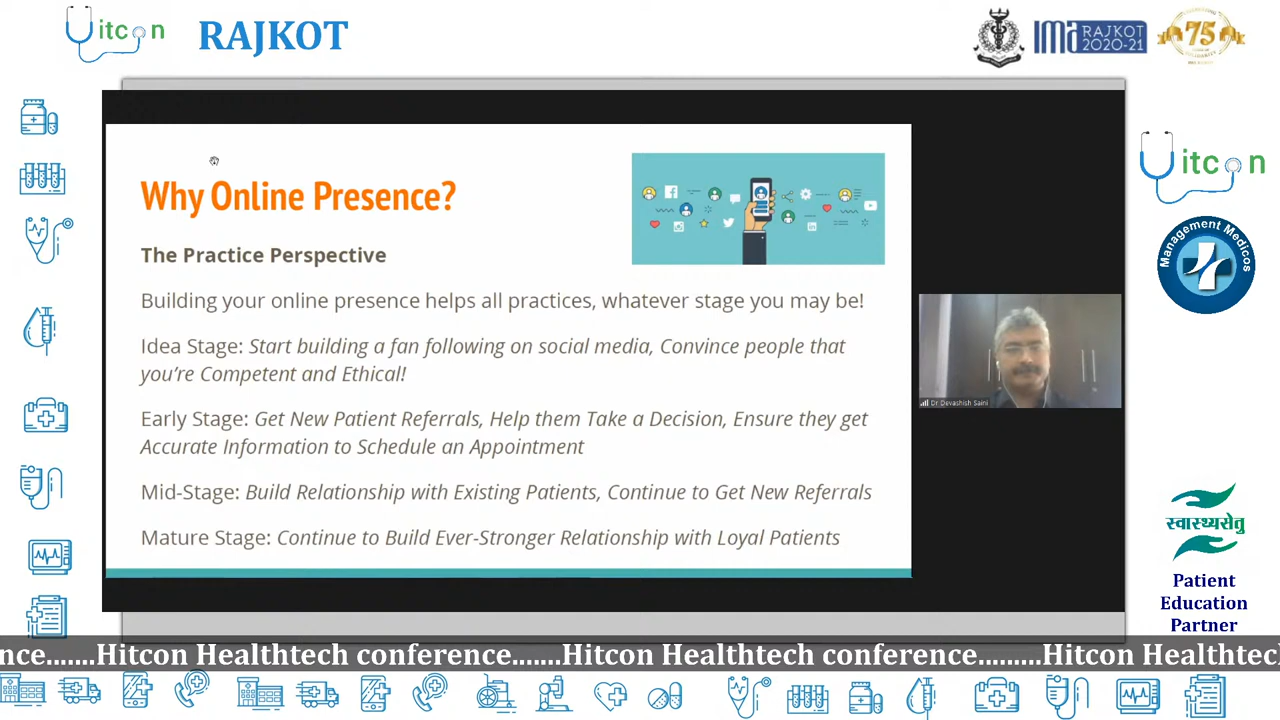 itcon
RAJKOT
IMA RAJKOT
2020-21
75
Why Online Presence?
The Practice Perspective
Building your online presence helps all practices, whatever stage you may be!
Idea Stage: Start building a fan following on social media, Convince people that
you're Competent and Ethical!
Early Stage: Get New Patient Referrals, Help them Take a Decision, Ensure they get
Accurate Information to Schedule an Appointment
Mid-Stage: Build Relationship with Existing Patients, Continue to Get New Referrals
Mature Stage: Continue to Build Ever-Stronger Relationship with Loyal Patients
Dr Devashish Saini
itcon
Management Medicos
स्वास्थ्यसेतु
Patient
Education
Partner
nce.......Hitcon Healthtech conference.......Hitcon Healthtech conference.........Hitcon Healthtech